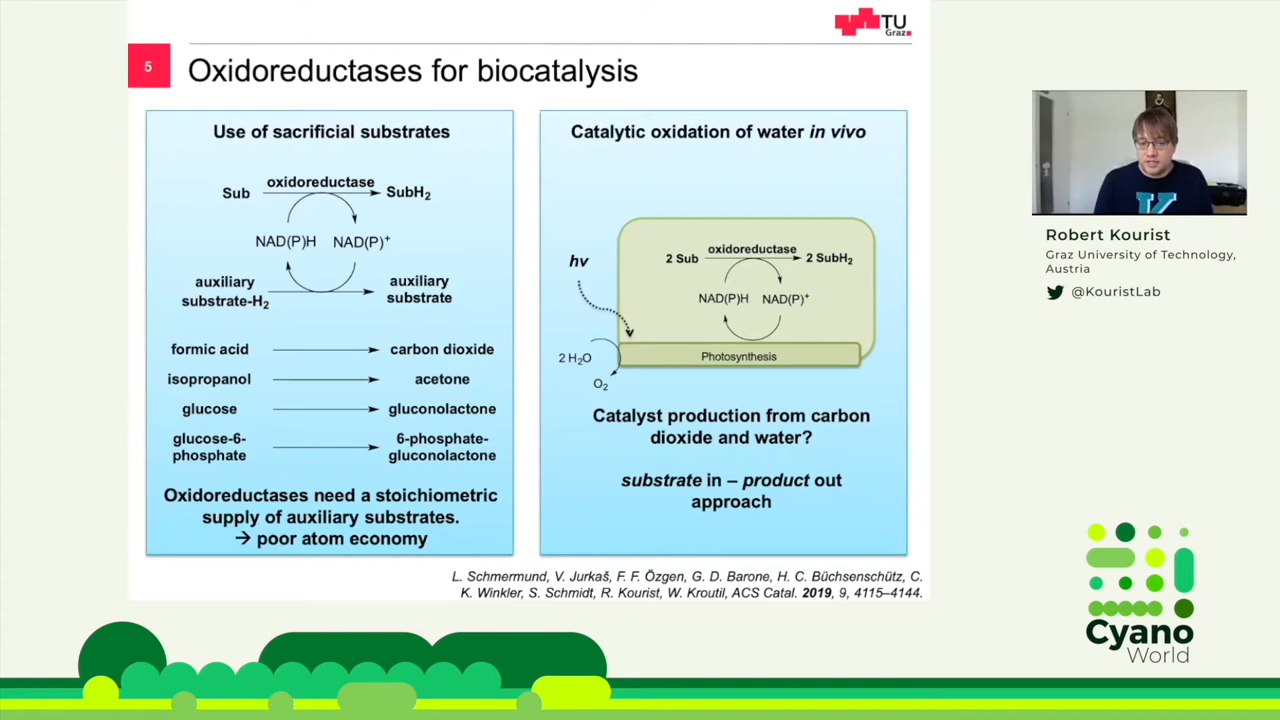 TU
Graz
5
Oxidoreductases for biocatalysis
Use of sacrificial substrates
Sub
oxidoreductase
SubH₂
NAD(P)H
NAD(P)⁺
auxiliary
substrate-H₂
auxiliary
substrate
formic acid
carbon dioxide
isopropanol
acetone
glucose
gluconolactone
glucose-6-
phosphate
6-phosphate-
gluconolactone
Oxidoreductases need a stoichiometric
supply of auxiliary substrates.
→ poor atom economy
Catalytic oxidation of water in vivo
hv
2 Sub
oxidoreductase
2 SubH₂
NAD(P)H
NAD(P)⁺
2 H₂O
O₂
Photosynthesis
Catalyst production from carbon
dioxide and water?
substrate in – product out
approach
L. Schmermund, V. Jurkaš, F. F. Özgen, G. D. Barone, H. C. Büchsenschütz, C.
K. Winkler, S. Schmidt, R. Kourist, W. Kroutil, ACS Catal. 2019, 9, 4115–4144.
Robert Kourist
Graz University of Technology,
Austria
@KouristLab
Cyano
World